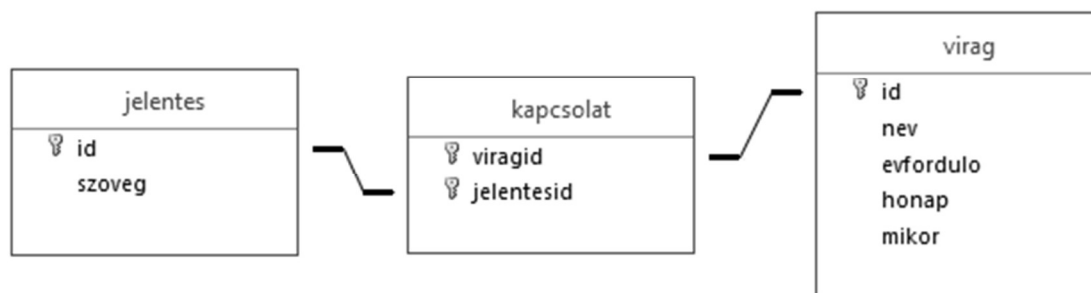 jelentes
id
szoveg
kapcsolat
viragid
jelentesid
virag
id
nev
evfordulo
honap
mikor